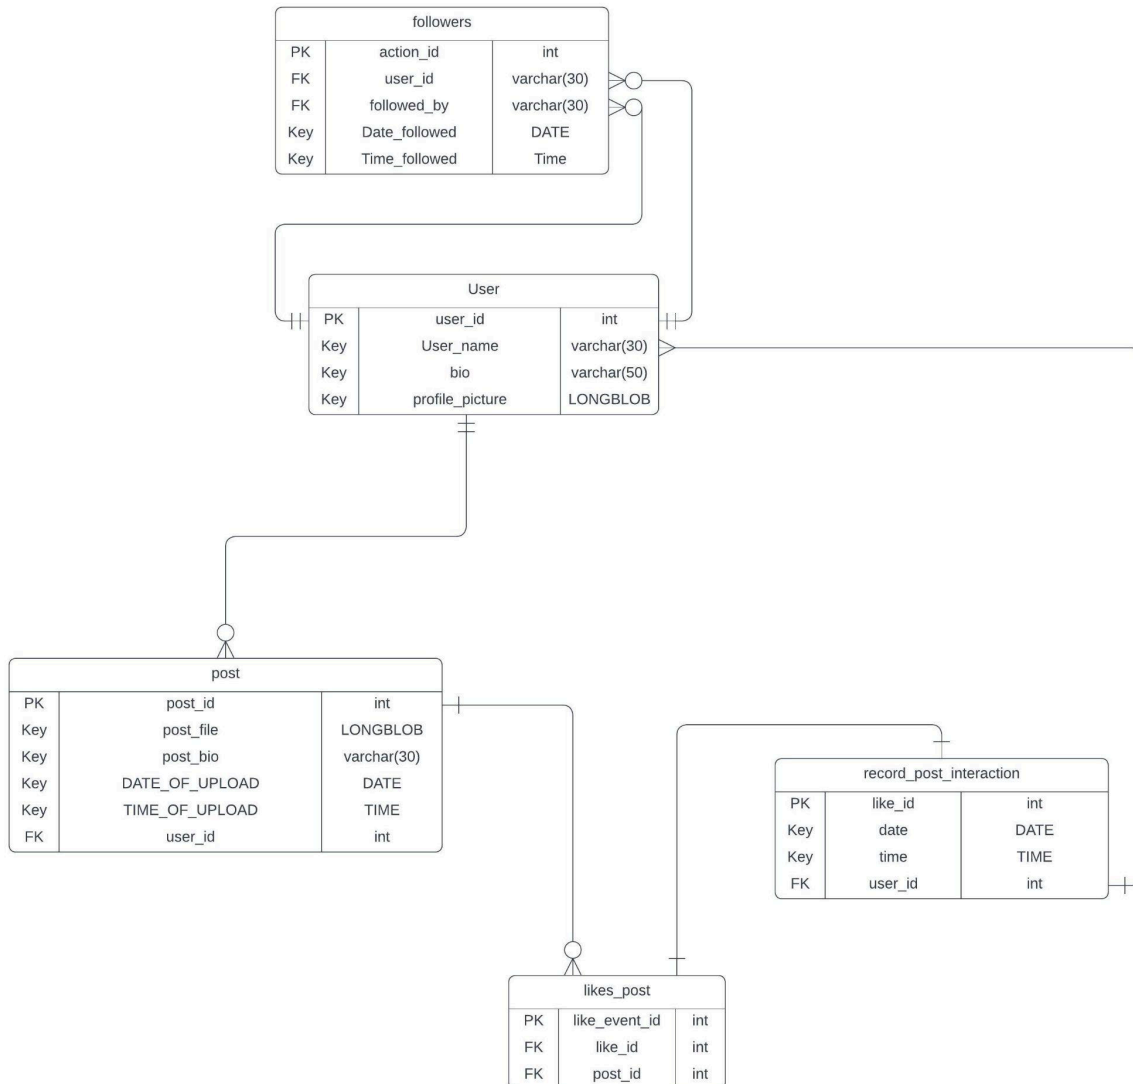 followers
PK action_id int
FK user_id varchar(30)
FK followed_by varchar(30)
Key Date_followed DATE
Key Time_followed Time
User
PK user_id int
Key User_name varchar(30)
Key bio varchar(50)
Key profile_picture LONGBLOB
post
PK post_id int
Key post_file LONGBLOB
Key post_bio varchar(30)
Key DATE_OF_UPLOAD DATE
Key TIME_OF_UPLOAD TIME
FK user_id int
record_post_interaction
PK like_id int
Key date DATE
Key time TIME
FK user_id int
likes_post
PK like_event_id int
FK like_id int
FK post_id int